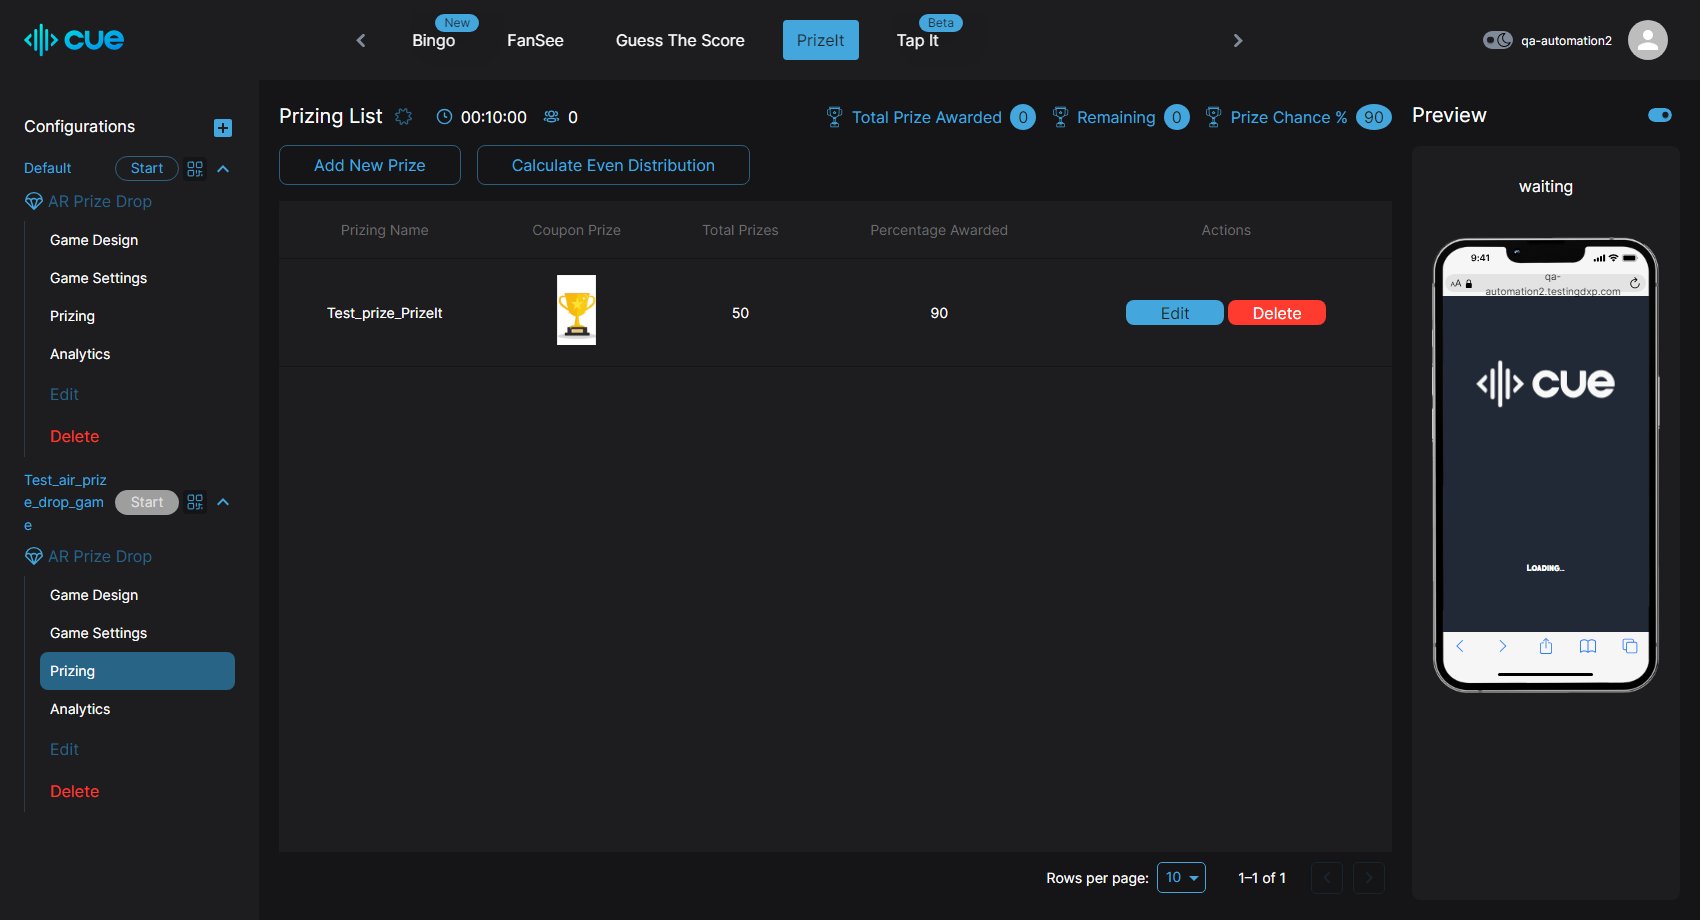 cue
New
Bingo
FanSee
Guess The Score
PrizeIt
Beta
Tap It
qa-automation2
Configurations
Default
Start
AR Prize Drop
Game Design
Game Settings
Prizing
Analytics
Edit
Delete
Test_air_priz
e_drop_gam
e
Start
AR Prize Drop
Game Design
Game Settings
Prizing
Analytics
Edit
Delete
Prizing List 00:10:00 0
Total Prize Awarded 0 Remaining 0 Prize Chance % 90
Add New Prize Calculate Even Distribution
Prizing Name Coupon Prize Total Prizes Percentage Awarded Actions
Test_prize_PrizeIt 50 90 Edit Delete
Rows per page: 10 1–1 of 1
Preview
waiting
9:41
AA
qa-
automation2.testingdxp.com
cue
LOADING...